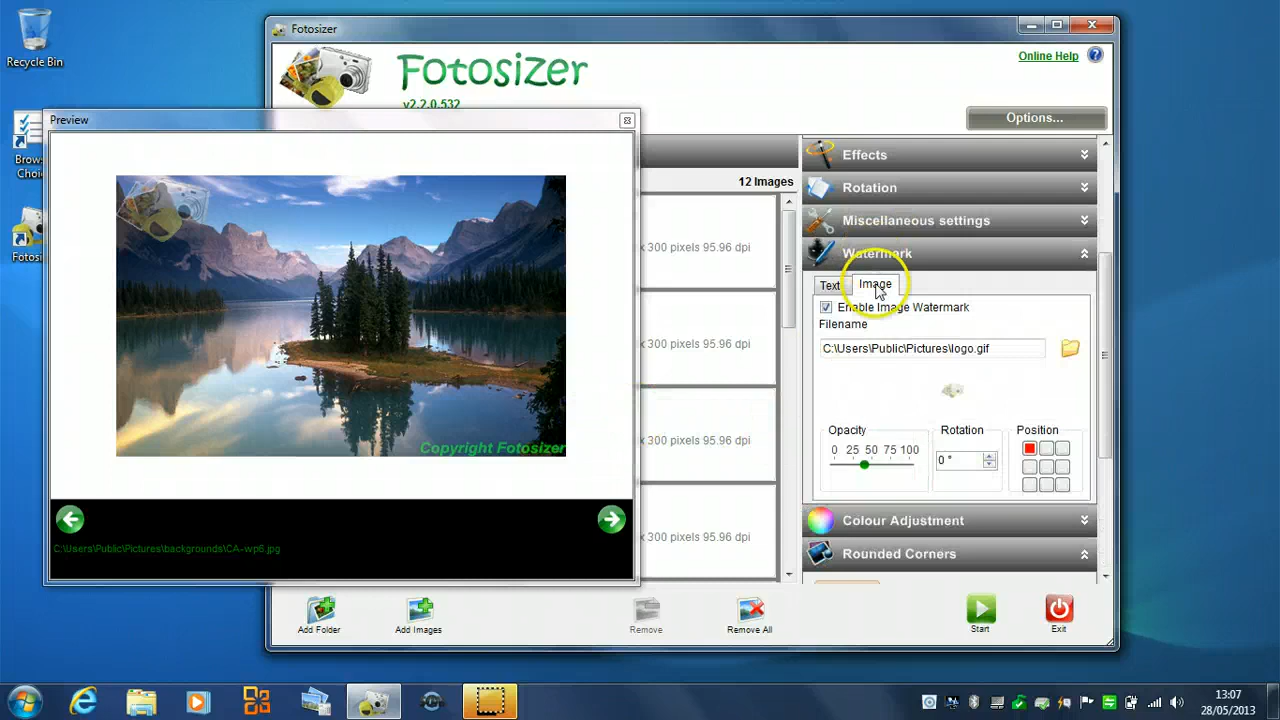 Recycle Bin
Brows
Choic
Fotosi
Fotosizer
Online Help
Fotosizer
v2.2.0.532
Options...
Preview
Copyright Fotosizer
C:\Users\Public\Pictures\backgrounds\CA-wp6.jpg
12 Images
x 300 pixels 95.96 dpi
x 300 pixels 95.96 dpi
x 300 pixels 95.96 dpi
x 300 pixels 95.96 dpi
Effects
Rotation
Miscellaneous settings
Watermark
Text
Image
Enable Image Watermark
Filename
C:\Users\Public\Pictures\logo.gif
Opacity
0 25 50 75 100
Rotation
0 °
Position
Colour Adjustment
Rounded Corners
Add Folder
Add Images
Remove
Remove All
Start
Exit
13:07
28/05/2013